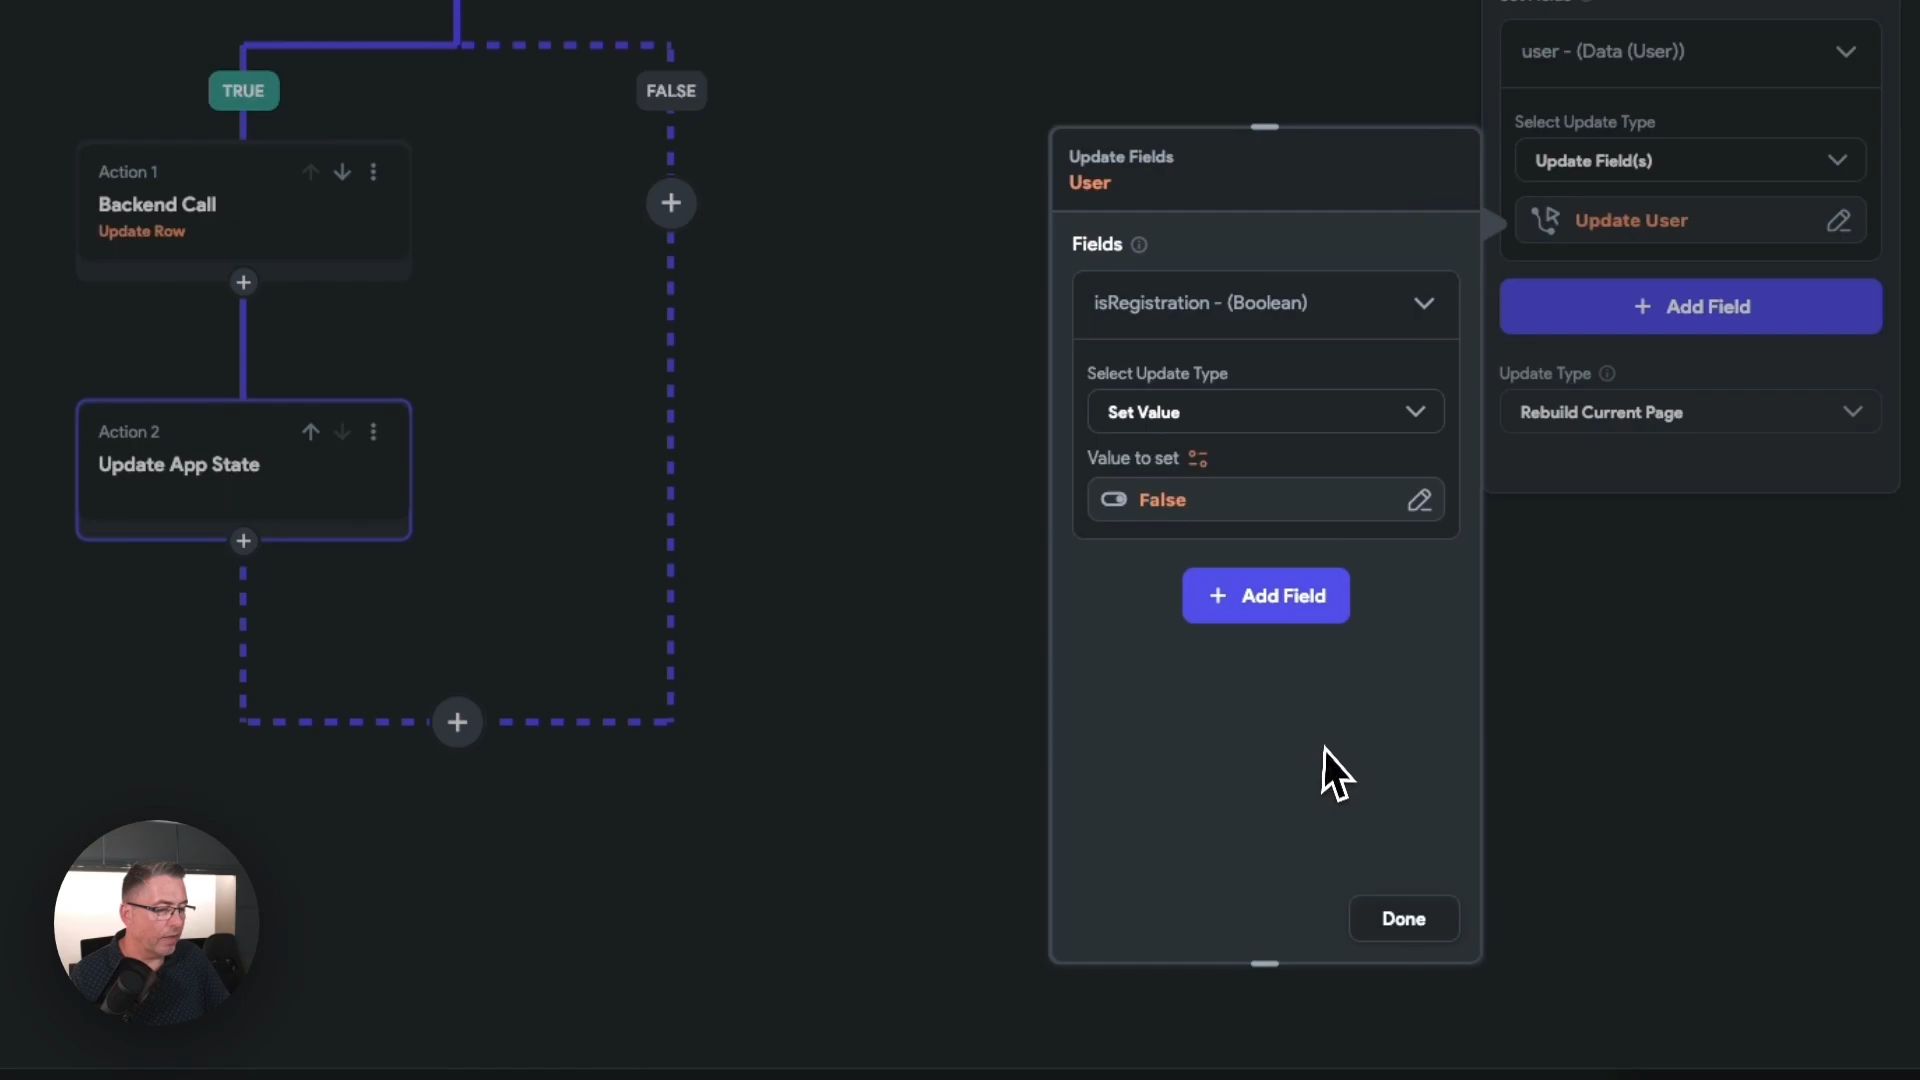 TRUE
FALSE
Action 1
Backend Call
Update Row
Action 2
Update App State
Update Fields
User
Fields
isRegistration - (Boolean)
Select Update Type
Set Value
Value to set
False
+ Add Field
Done
user - (Data (User))
Select Update Type
Update Field(s)
Update User
+ Add Field
Update Type
Rebuild Current Page